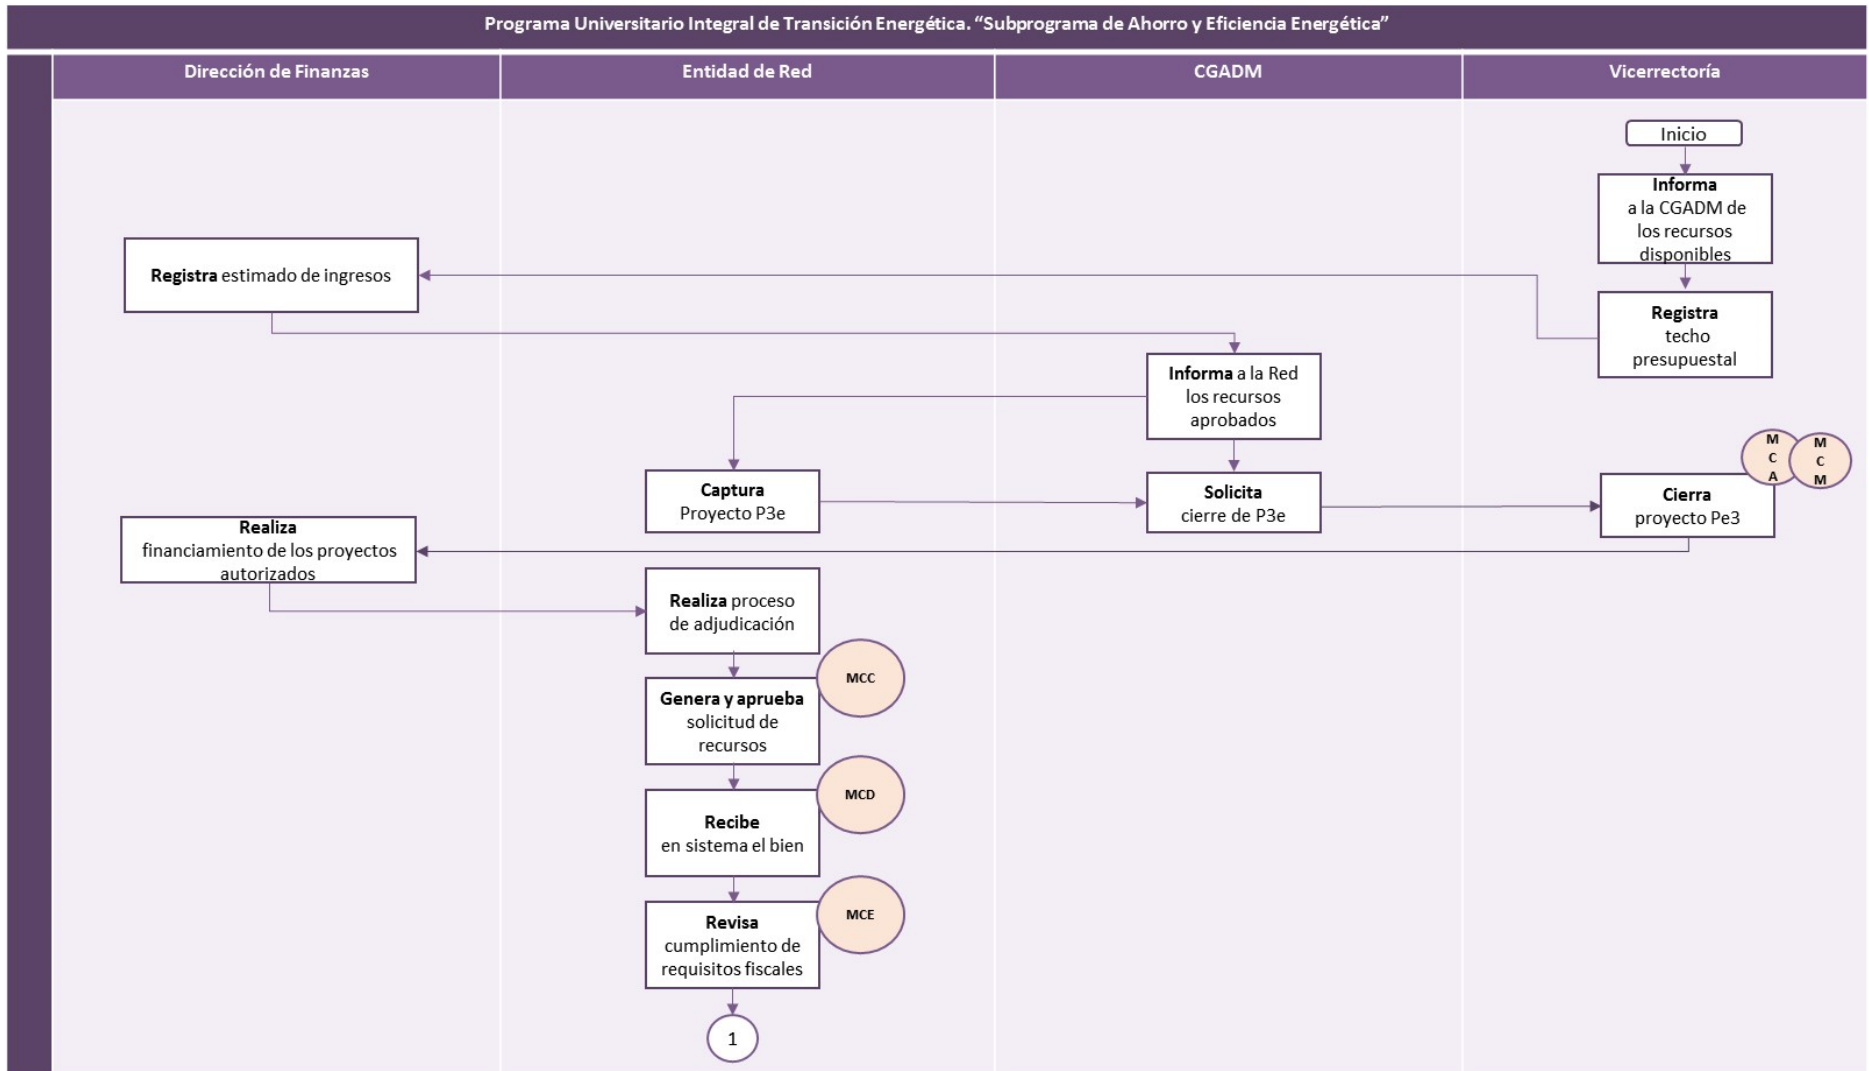 Programa Universitario Integral de Transición Energética. “Subprograma de Ahorro y Eficiencia Energética”
Dirección de Finanzas
Entidad de Red
CGADM
Vicerrectoría
Inicio
Informa
a la CGADM de
los recursos
disponibles
Registra estimado de ingresos
Registra
techo
presupuestal
Informa a la Red
los recursos
aprobados
M
C
A
M
C
M
Captura
Proyecto P3e
Solicita
cierre de P3e
Cierra
proyecto Pe3
Realiza
financiamiento de los proyectos
autorizados
Realiza proceso
de adjudicación
MCC
Genera y aprueba
solicitud de
recursos
MCD
Recibe
en sistema el bien
MCE
Revisa
cumplimiento de
requisitos fiscales
1